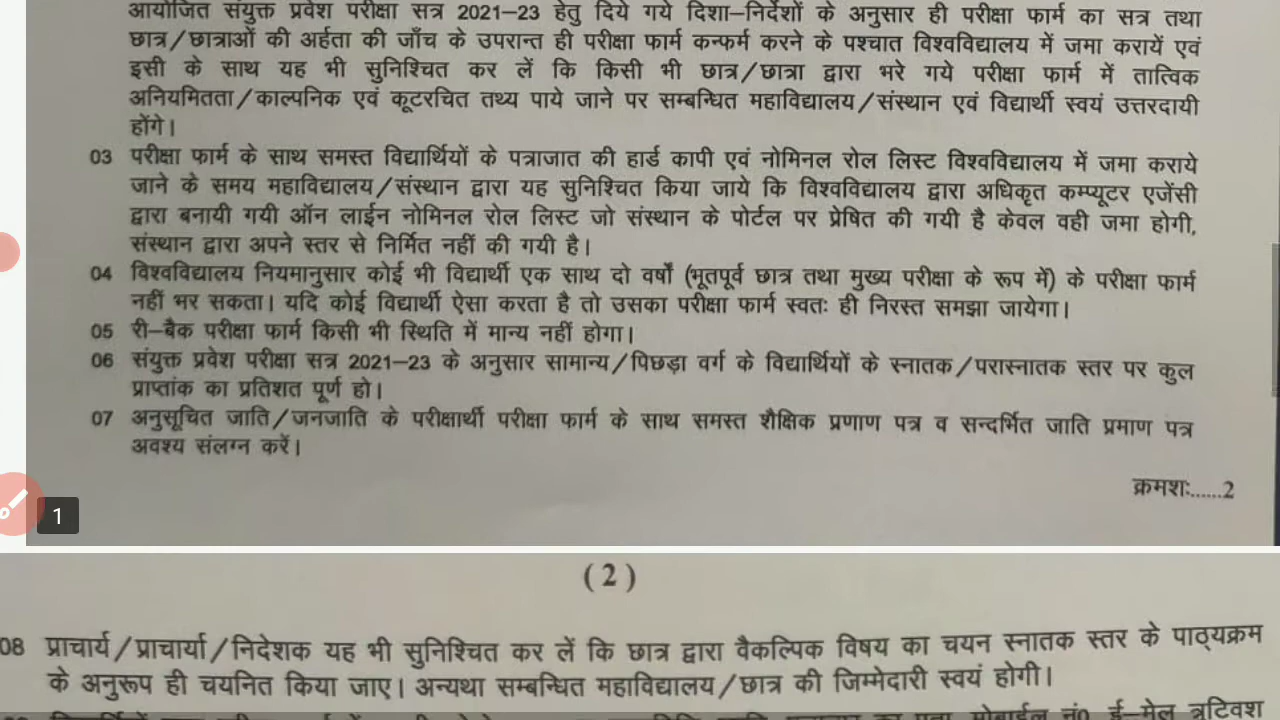 आयोजित संयुक्त प्रवेश परीक्षा सत्र 2021–23 हेतु दिये गये दिशा–निर्देशों के अनुसार ही परीक्षा फार्म का सत्र तथा
छात्र/छात्राओं की अर्हता की जाँच के उपरान्त ही परीक्षा फार्म कन्फर्म करने के पश्चात विश्वविद्यालय में जमा करायें एवं
इसी के साथ यह भी सुनिश्चित कर लें कि किसी भी छात्र/छात्रा द्वारा भरे गये परीक्षा फार्म में तात्विक
अनियमितता/काल्पनिक एवं कूटरचित तथ्य पाये जाने पर सम्बन्धित महाविद्यालय/संस्थान एवं विद्यार्थी स्वयं उत्तरदायी
होंगे।
03 परीक्षा फार्म के साथ समस्त विद्यार्थियों के पत्राजात की हार्ड कापी एवं नोमिनल रोल लिस्ट विश्वविद्यालय में जमा कराये
जाने के समय महाविद्यालय/संस्थान द्वारा यह सुनिश्चित किया जाये कि विश्वविद्यालय द्वारा अधिकृत कम्प्यूटर एजेंसी
द्वारा बनायी गयी ऑन लाईन नोमिनल रोल लिस्ट जो संस्थान के पोर्टल पर प्रेषित की गयी है केवल वही जमा होगी,
संस्थान द्वारा अपने स्तर से निर्मित नहीं की गयी है।
04 विश्वविद्यालय नियमानुसार कोई भी विद्यार्थी एक साथ दो वर्षों (भूतपूर्व छात्र तथा मुख्य परीक्षा के रूप में) के परीक्षा फार्म
नहीं भर सकता। यदि कोई विद्यार्थी ऐसा करता है तो उसका परीक्षा फार्म स्वतः ही निरस्त समझा जायेगा।
05 री–बैक परीक्षा फार्म किसी भी स्थिति में मान्य नहीं होगा।
06 संयुक्त प्रवेश परीक्षा सत्र 2021–23 के अनुसार सामान्य/पिछड़ा वर्ग के विद्यार्थियों के स्नातक/परास्नातक स्तर पर कुल
प्राप्तांक का प्रतिशत पूर्ण हो।
07 अनुसूचित जाति/जनजाति के परीक्षार्थी परीक्षा फार्म के साथ समस्त शैक्षिक प्रणाण पत्र व सन्दर्भित जाति प्रमाण पत्र
अवश्य संलग्न करें।
क्रमशः......2
1
(2)
08 प्राचार्य/प्राचार्या/निदेशक यह भी सुनिश्चित कर लें कि छात्र द्वारा वैकल्पिक विषय का चयन स्नातक स्तर के पाठ्यक्रम
के अनुरूप ही चयनित किया जाए। अन्यथा सम्बन्धित महाविद्यालय/छात्र की जिम्मेदारी स्वयं होगी।
मोबाईल नं0 ई–मेल